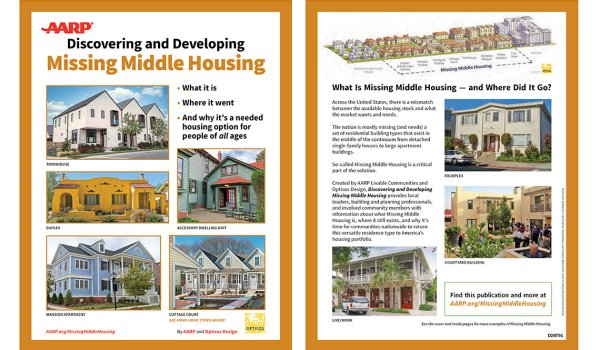 AARP
Discovering and Developing
Missing Middle Housing
• What it is
• Where it went
• And why it's a needed
housing option for
people of all ages
TOWNHOUSE
DUPLEX
ACCESSORY DWELLING UNIT
MANSION APARTMENT
COTTAGE COURT
SEE MORE HOME TYPES INSIDE!
OPTICOS
AARP.org/MissingMiddleHousing
By AARP and Opticos Design
Missing Middle Housing
What Is Missing Middle Housing — and Where Did It Go?
Across the United States, there is a mismatch
between the available housing stock and what
the market wants and needs.
The nation is mostly missing (and needs) a
set of residential building types that exist in
the middle of the continuum from detached
single-family houses to large apartment
buildings.
So-called Missing Middle Housing is a critical
part of the solution.
Created by AARP Livable Communities and
Opticos Design, Discovering and Developing
Missing Middle Housing provides local
leaders, building and planning professionals,
and involved community members with
information about what Missing Middle
Housing is, where it still exists, and why it's
time for communities nationwide to return
this versatile residence type to America's
housing portfolio.
FOURPLEX
COURTYARD BUILDING
LIVE/WORK
Find this publication and more at
AARP.org/MissingMiddleHousing
See the cover and inside pages for more examples of Missing Middle Housing.
D20791